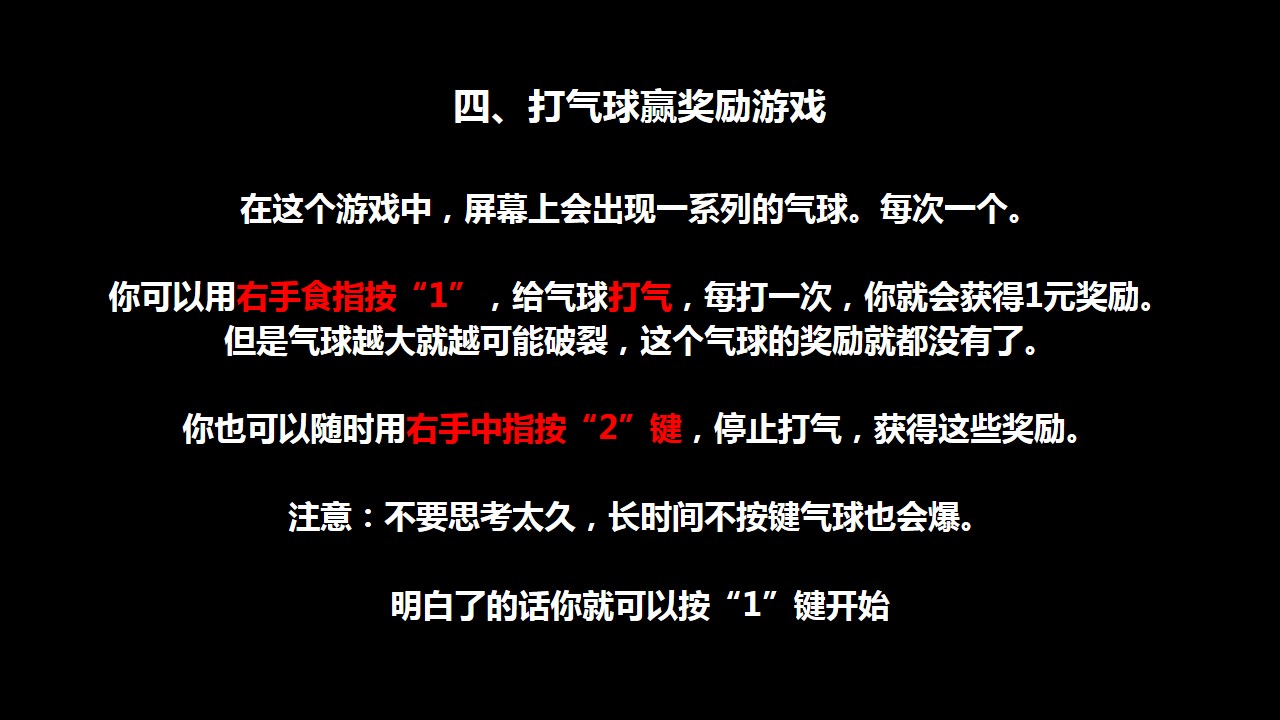 四、打气球赢奖励游戏
在这个游戏中，屏幕上会出现一系列的气球。每次一个。
你可以用右手食指按“1”，给气球打气，每打一次，你就会获得1元奖励。
但是气球越大就越可能破裂，这个气球的奖励就都没有了。
你也可以随时用右手中指按“2”键，停止打气，获得这些奖励。
注意：不要思考太久，长时间不按键气球也会爆。
明白了的话你就可以按“1”键开始